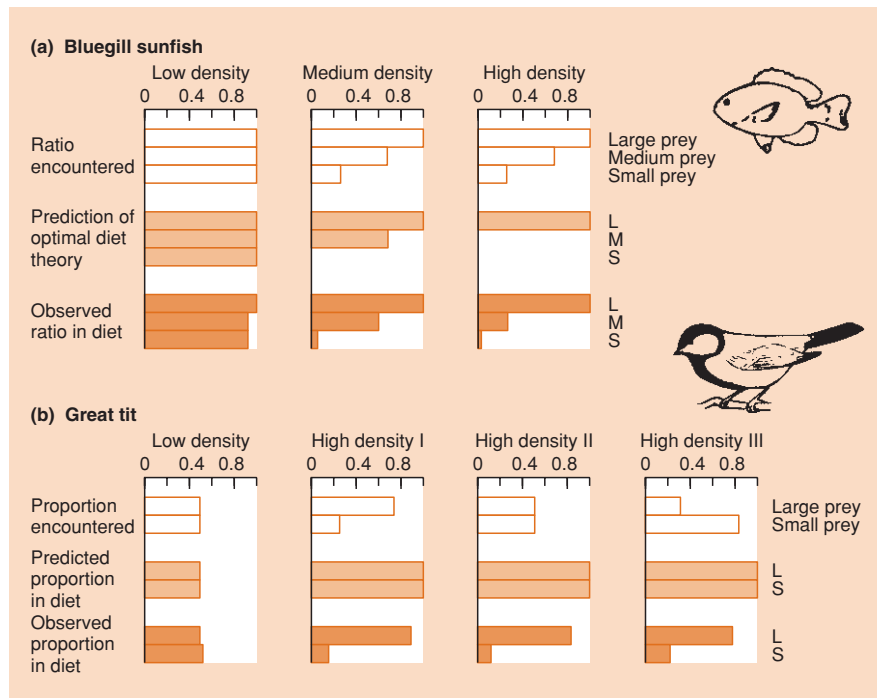 (a) Bluegill sunfish
Low density Medium density High density
0 0.4 0.8 0 0.4 0.8 0 0.4 0.8
Ratio
encountered
Large prey
Medium prey
Small prey
Prediction of
optimal diet
theory
L
M
S
Observed
ratio in diet
L
M
S
(b) Great tit
Low density High density I High density II High density III
0 0.4 0.8 0 0.4 0.8 0 0.4 0.8 0 0.4 0.8
Proportion
encountered
Large prey
Small prey
Predicted
proportion
in diet
L
S
Observed
proportion
in diet
L
S